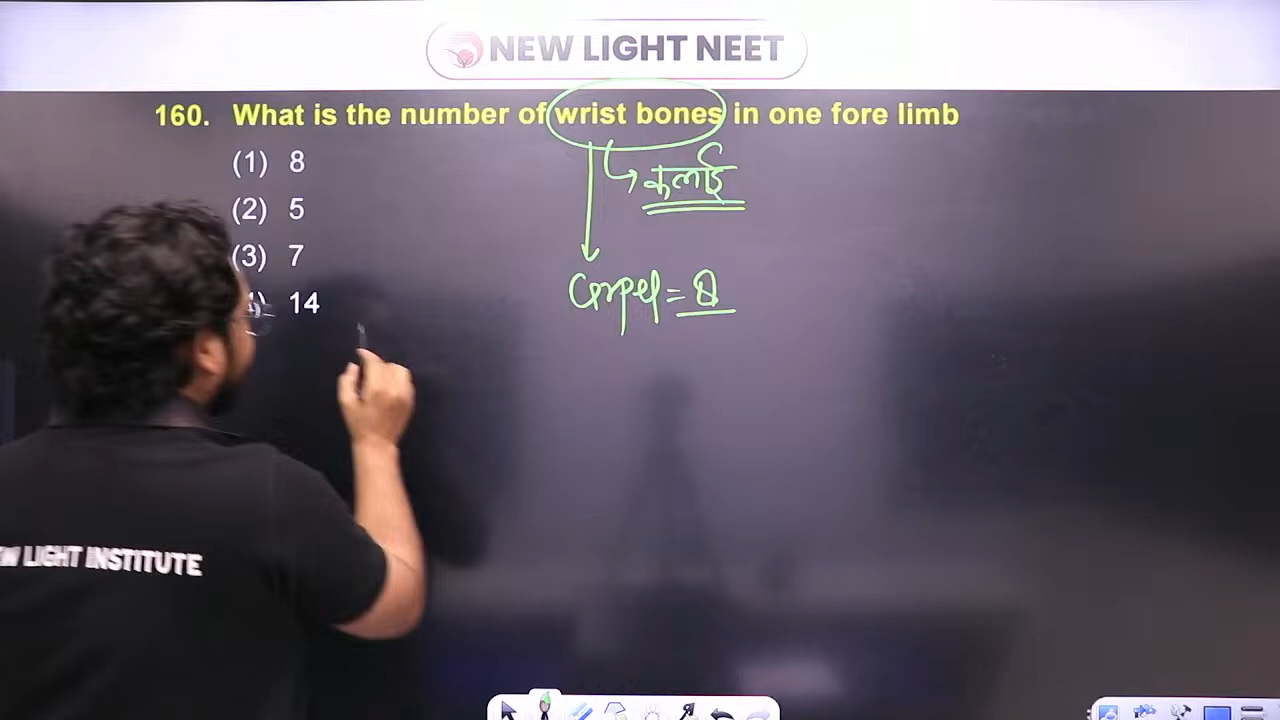 NEW LIGHT NEET
160. What is the number of wrist bones in one fore limb
(1) 8
कलाई
(2) 5
(3) 7
Carpel = 8
14
W LIGHT INSTITUTE